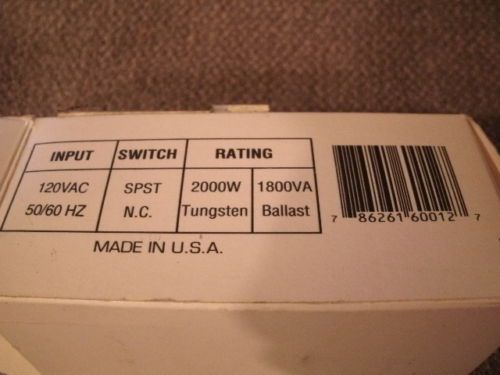 INPUT SWITCH RATING
120VAC SPST 2000W 1800VA
50/60 HZ N.C. Tungsten Ballast
MADE IN U.S.A.
7 86261 60012 7